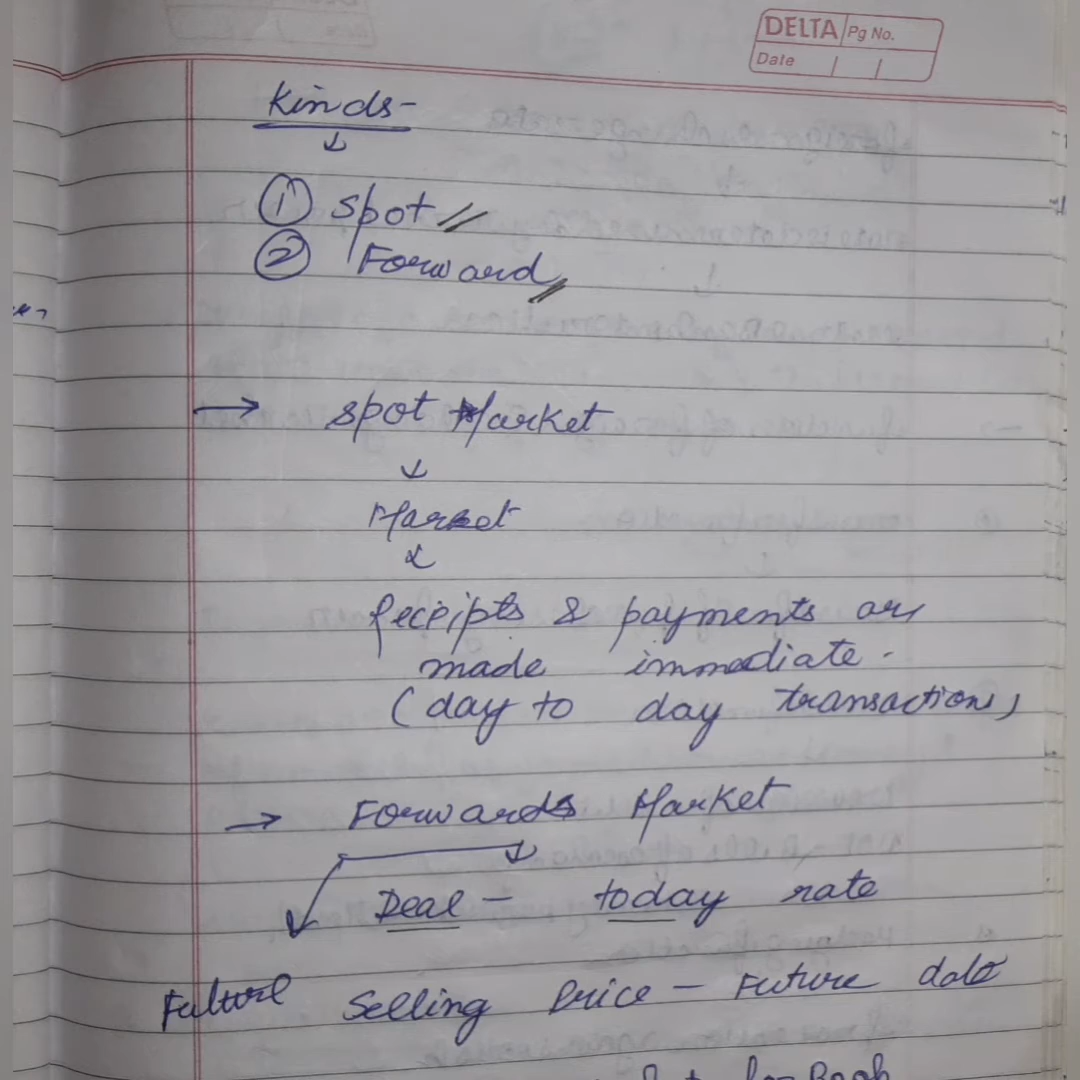 DELTA Pg No.
Date
Kinds-
① Spot
② Forward
→ Spot Market
Market
Receipts & payments are
made immediate.
(day to day transactions)
→ Forwards Market
Deal - today rate
Future Selling Price - Future date